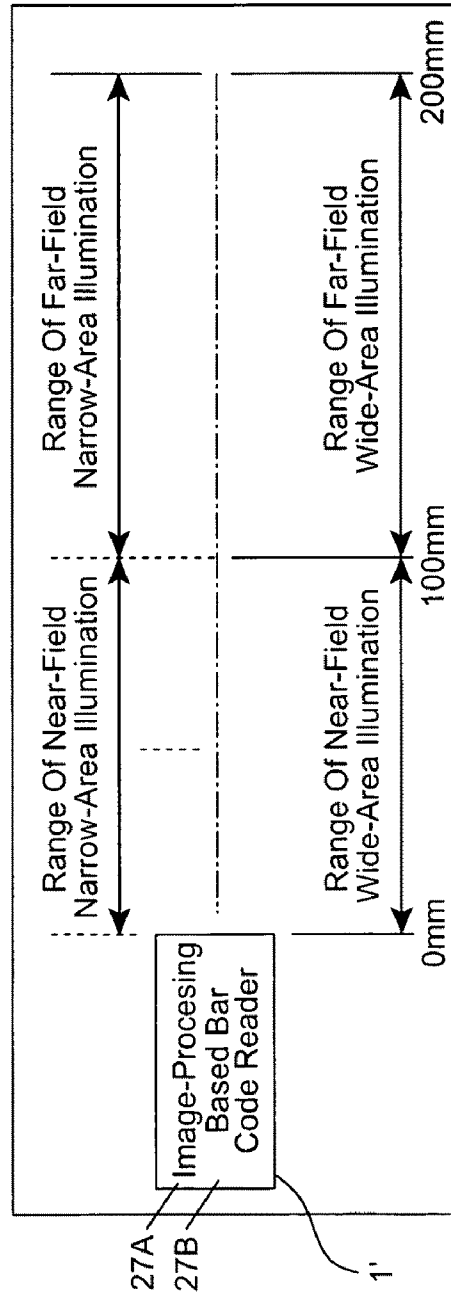 27A
27B
1'
Image-Procesing
Based Bar
Code Reader
Range Of Near-Field
Narrow-Area Illumination
Range Of Far-Field
Narrow-Area Illumination
Range Of Near-Field
Wide-Area Illumination
Range Of Far-Field
Wide-Area Illumination
0mm
100mm
200mm